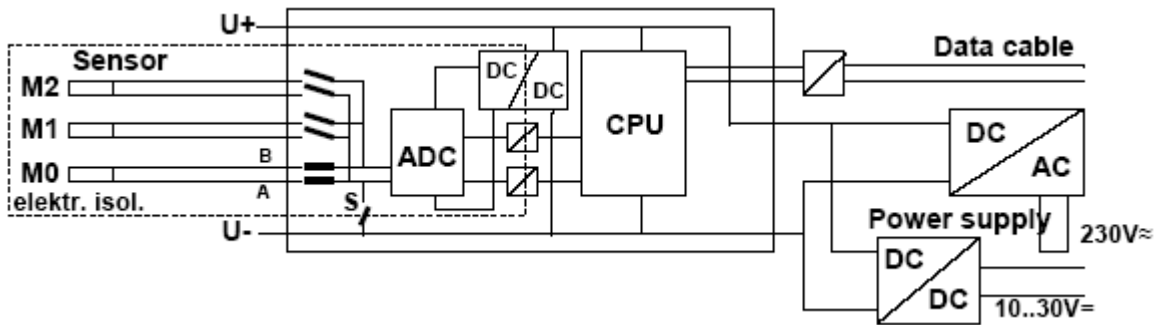 U+
Sensor
M2
M1
M0
B
A
elektr. isol.
S
U-
ADC
DC
DC
CPU
Data cable
DC
AC
Power supply
230V≈
DC
DC
10..30V=